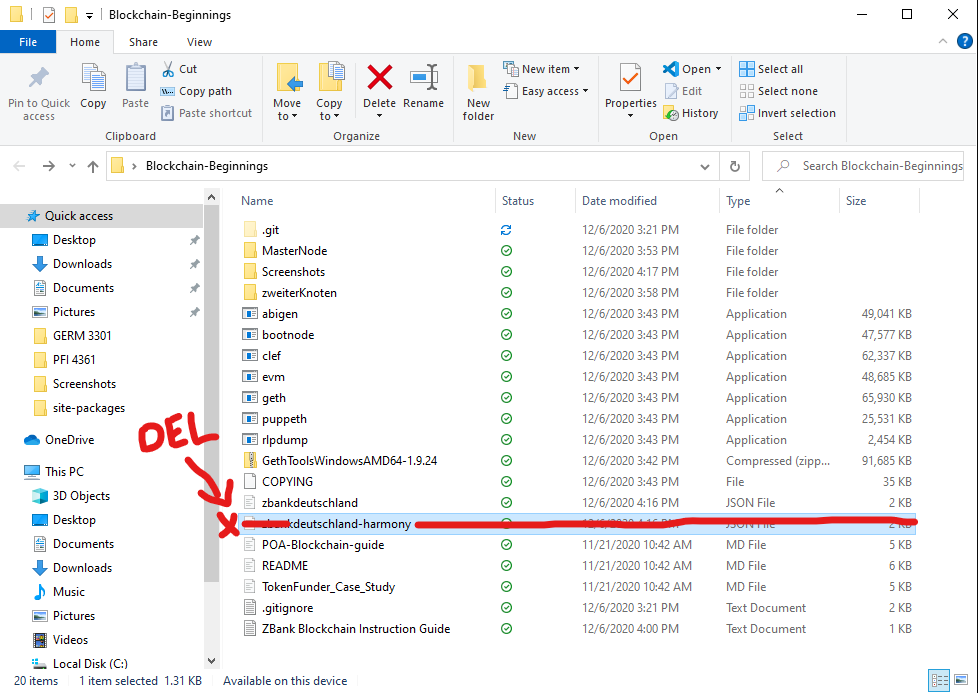 Blockchain-Beginnings
File Home Share View
Pin to Quick access
Copy
Paste
Cut
Copy path
Paste shortcut
Clipboard
Move to
Copy to
Delete
Rename
Organize
New folder
New item
Easy access
New
Properties
Open
Edit
History
Open
Select all
Select none
Invert selection
Select
Blockchain-Beginnings
Search Blockchain-Beginnings
Quick access
Desktop
Downloads
Documents
Pictures
GERM 3301
PFI 4361
Screenshots
site-packages
OneDrive
This PC
3D Objects
Desktop
Documents
Downloads
Music
Pictures
Videos
Local Disk (C:)
Name Status Date modified Type Size
.git 12/6/2020 3:21 PM File folder
MasterNode 12/6/2020 3:53 PM File folder
Screenshots 12/6/2020 4:17 PM File folder
zweiterKnoten 12/6/2020 3:58 PM File folder
abigen 12/6/2020 3:43 PM Application 49,041 KB
bootnode 12/6/2020 3:43 PM Application 47,577 KB
clef 12/6/2020 3:43 PM Application 62,337 KB
evm 12/6/2020 3:43 PM Application 48,685 KB
geth 12/6/2020 3:43 PM Application 65,930 KB
puppeth 12/6/2020 3:43 PM Application 25,531 KB
rlpdump 12/6/2020 3:43 PM Application 2,454 KB
GethToolsWindowsAMD64-1.9.24 12/6/2020 3:42 PM Compressed (zipp... 91,685 KB
COPYING 12/6/2020 3:43 PM File 35 KB
zbankdeutschland 12/6/2020 4:16 PM JSON File 2 KB
DEL
zbankdeutschland-harmony 12/6/2020 4:16 PM JSON File 2 KB
POA-Blockchain-guide 11/21/2020 10:42 AM MD File 5 KB
README 11/21/2020 10:42 AM MD File 6 KB
TokenFunder_Case_Study 11/21/2020 10:42 AM MD File 5 KB
.gitignore 12/6/2020 3:21 PM Text Document 2 KB
ZBank Blockchain Instruction Guide 12/6/2020 4:00 PM Text Document 1 KB
20 items 1 item selected 1.31 KB Available on this device